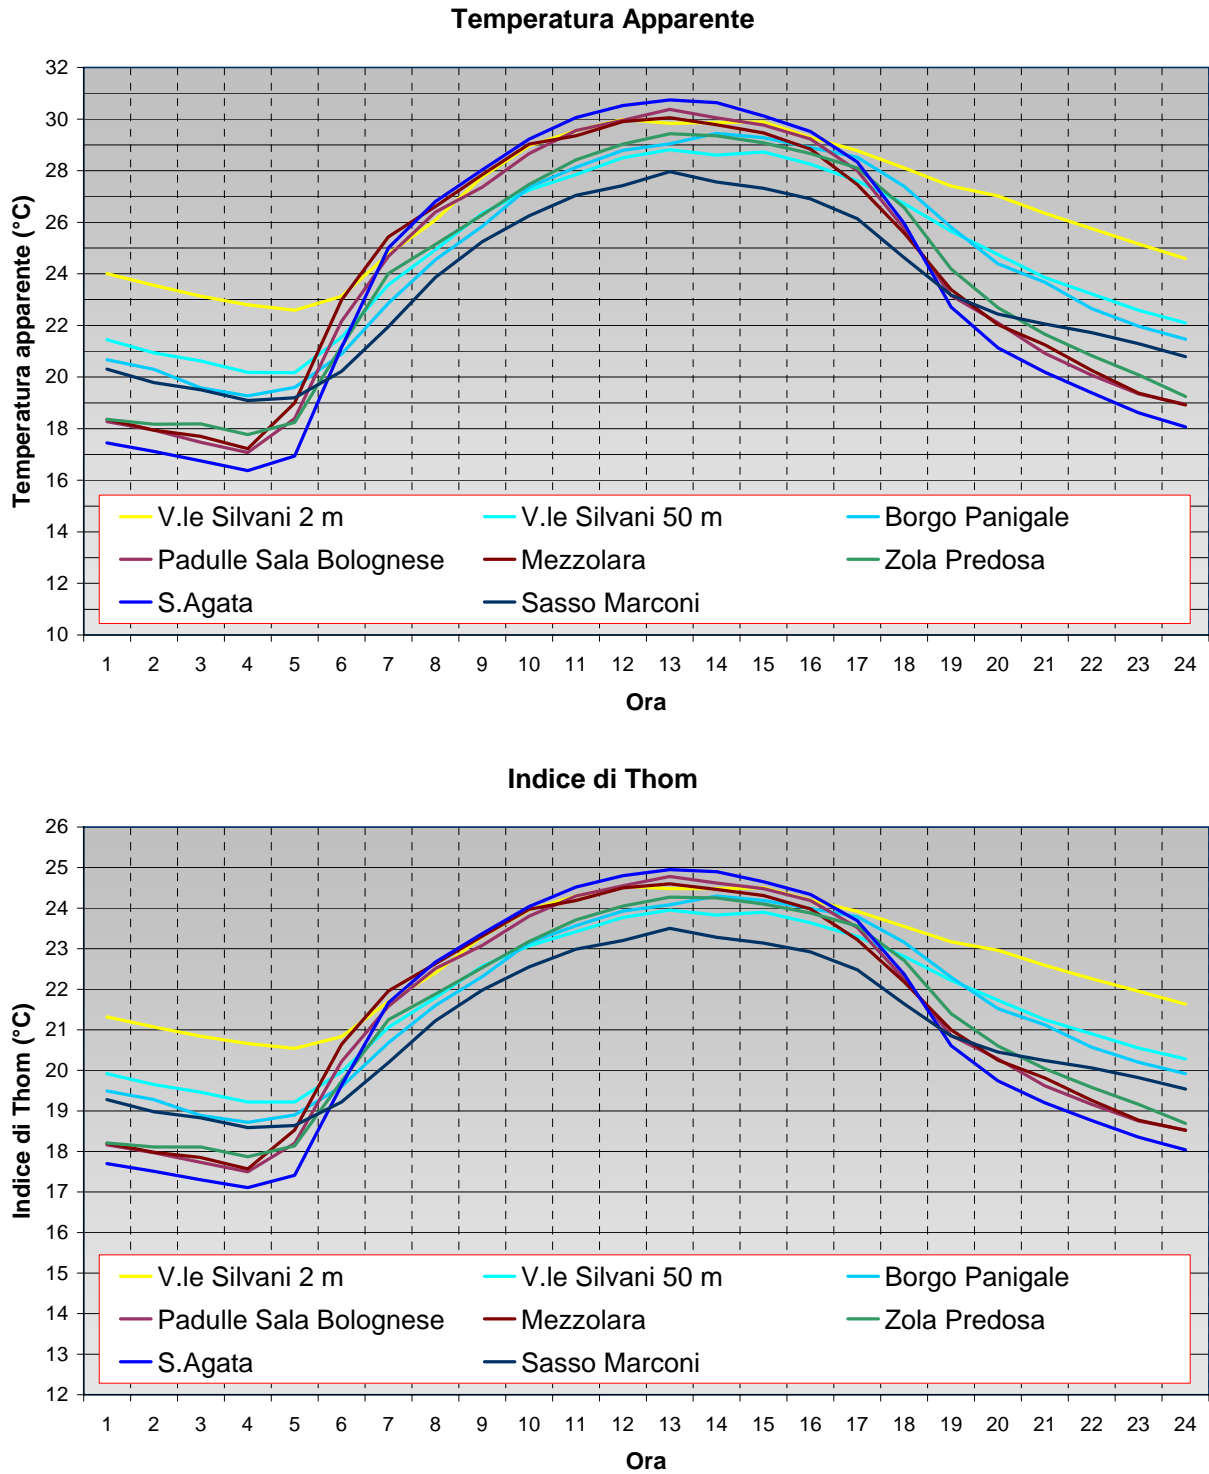 Temperatura Apparente
Temperatura apparente (°C)
32
30
28
26
24
22
20
18
16
14
12
10
V.le Silvani 2 m V.le Silvani 50 m Borgo Panigale
Padulle Sala Bolognese Mezzolara Zola Predosa
S.Agata Sasso Marconi
1 2 3 4 5 6 7 8 9 10 11 12 13 14 15 16 17 18 19 20 21 22 23 24
Ora
Indice di Thom
Indice di Thom (°C)
26
25
24
23
22
21
20
19
18
17
16
15
14
13
12
V.le Silvani 2 m V.le Silvani 50 m Borgo Panigale
Padulle Sala Bolognese Mezzolara Zola Predosa
S.Agata Sasso Marconi
1 2 3 4 5 6 7 8 9 10 11 12 13 14 15 16 17 18 19 20 21 22 23 24
Ora